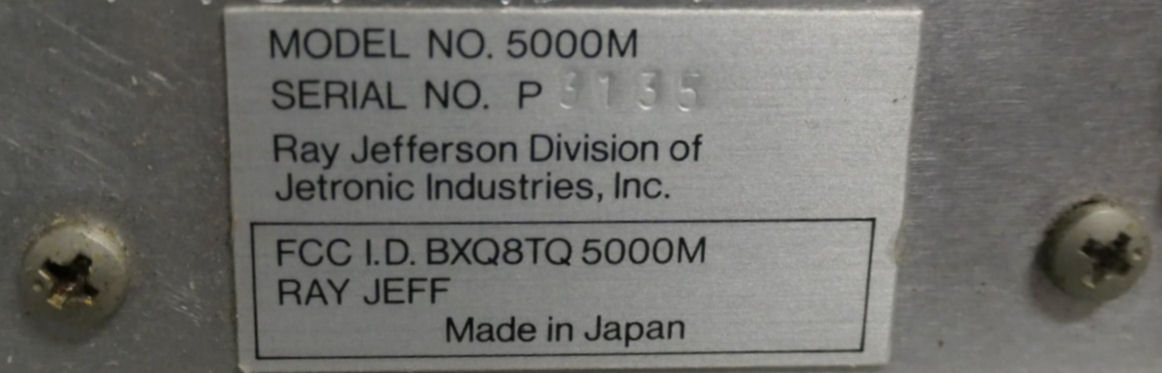 MODEL NO. 5000M
SERIAL NO. P 3135
Ray Jefferson Division of
Jetronic Industries, Inc.
FCC I.D. BXQ8TQ 5000M
RAY JEFF
Made in Japan